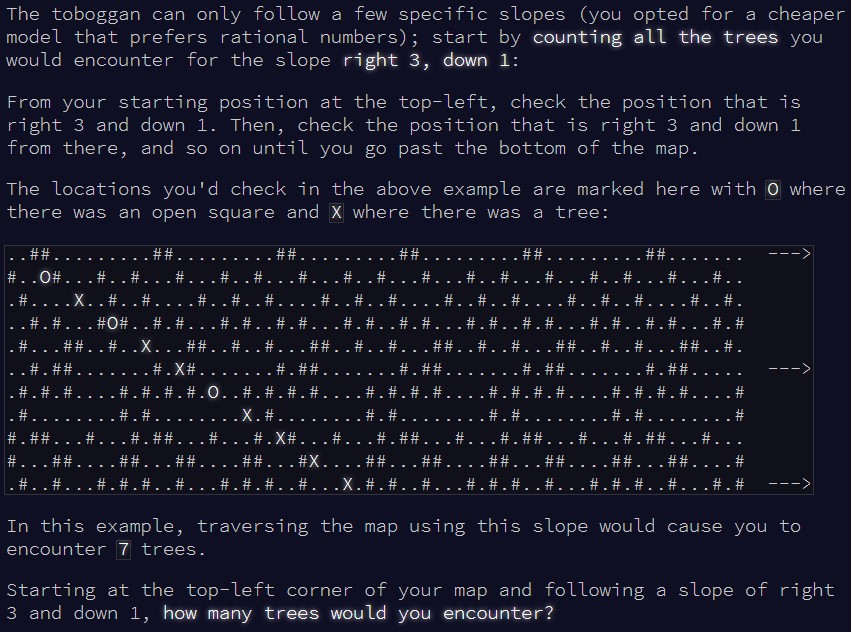 The toboggan can only follow a few specific slopes (you opted for a cheaper
model that prefers rational numbers); start by counting all the trees you
would encounter for the slope right 3, down 1:
From your starting position at the top-left, check the position that is
right 3 and down 1. Then, check the position that is right 3 and down 1
from there, and so on until you go past the bottom of the map.
The locations you'd check in the above example are marked here with O where
there was an open square and X where there was a tree:
..##.........##.........##.........##.........##.........##.......  --->
#..O#...#..#...#...#..#...#...#..#...#...#..#...#...#..#...#...#..
.#....X..#..#....#..#..#....#..#..#....#..#..#....#..#..#....#..#.
..#.#...#O#..#.#...#.#..#.#...#.#..#.#...#.#..#.#...#.#..#.#...#.#
.#...##..#..X...##..#..#...##..#..#...##..#..#...##..#..#...##..#.
..#.##.......#.X#.......#.##.......#.##.......#.##.......#.##.....  --->
.#.#.#....#.#.#.#.O..#.#.#.#....#.#.#.#....#.#.#.#....#.#.#.#....#
.#........#.#........X.#........#.#........#.#........#.#........#
#.##...#...#.##...#...#.X#...#...#.##...#...#.##...#...#.##...#...
#...##....##...##....##...#X....##...##....##...##....##...##....#
.#..#...#.#.#..#...#.#.#..#...X.#.#..#...#.#.#..#...#.#.#..#...#.#  --->
In this example, traversing the map using this slope would cause you to
encounter 7 trees.
Starting at the top-left corner of your map and following a slope of right
3 and down 1, how many trees would you encounter?